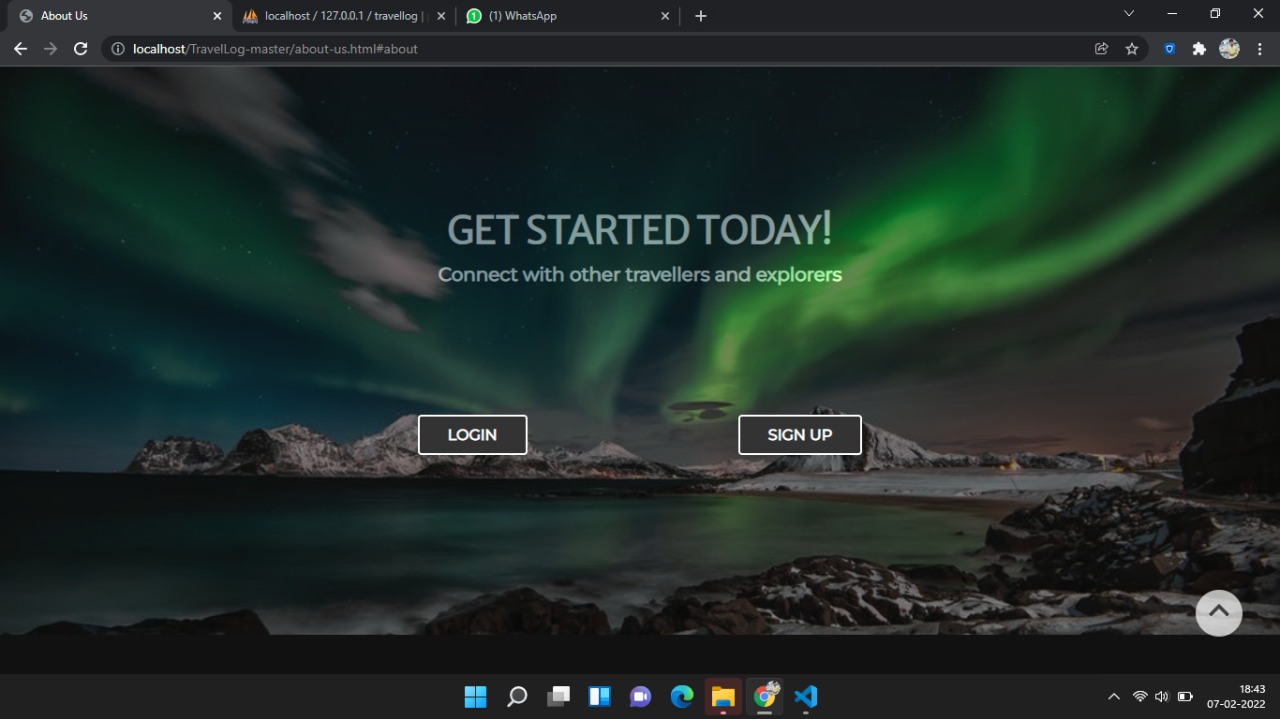 About Us
localhost / 127.0.0.1 / travellog |
(1) WhatsApp
localhost/TravelLog-master/about-us.html#about
GET STARTED TODAY!
Connect with other travellers and explorers
LOGIN
SIGN UP
18:43
07-02-2022